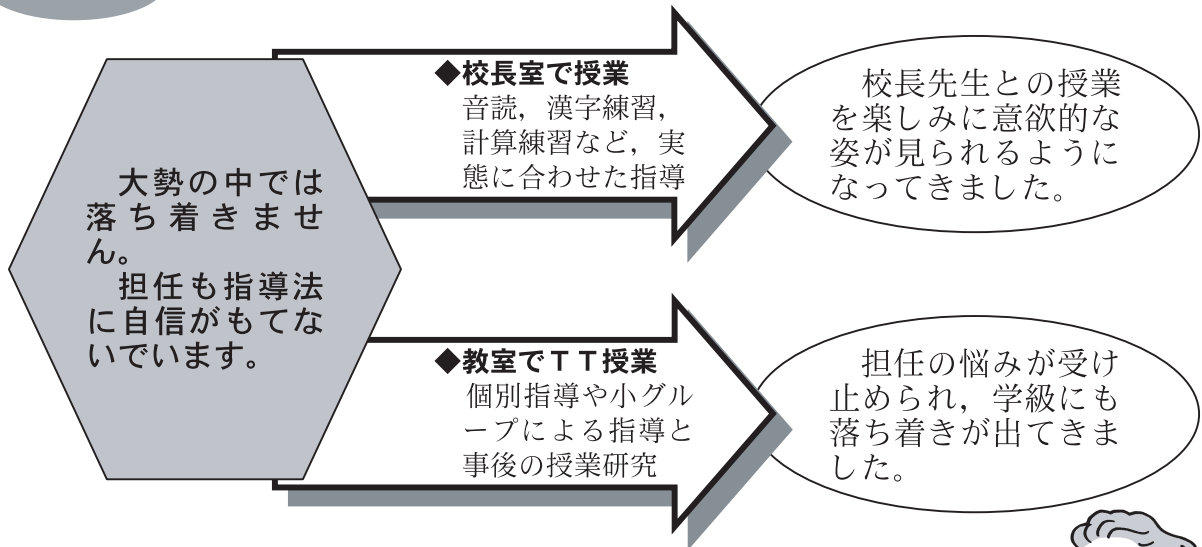 大勢の中では
落ち着きませ
ん。
担任も指導法
に自信がもてな
いでいます。
◆校長室で授業
音読，漢字練習，
計算練習など，実
態に合わせた指導
校長先生との授業
を楽しみに意欲的な
姿が見られるように
なってきました。
◆教室でＴＴ授業
個別指導や小グル
ープによる指導と
事後の授業研究
担任の悩みが受け
止められ，学級にも
落ち着きが出てきま
した。